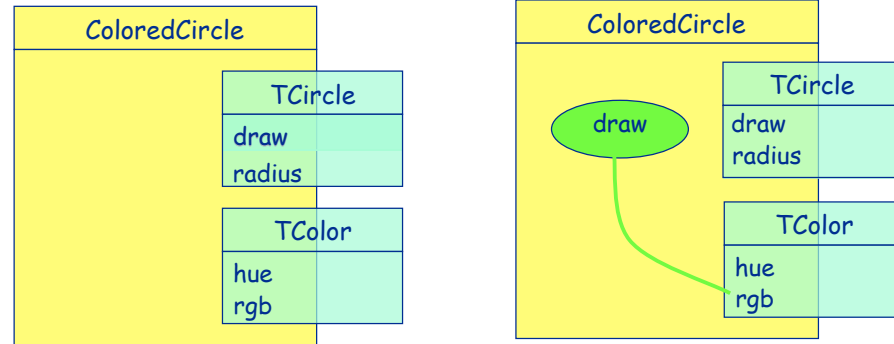 ColoredCircle
TCircle
draw
radius
TColor
hue
rgb
ColoredCircle
draw
TCircle
draw
radius
TColor
hue
rgb